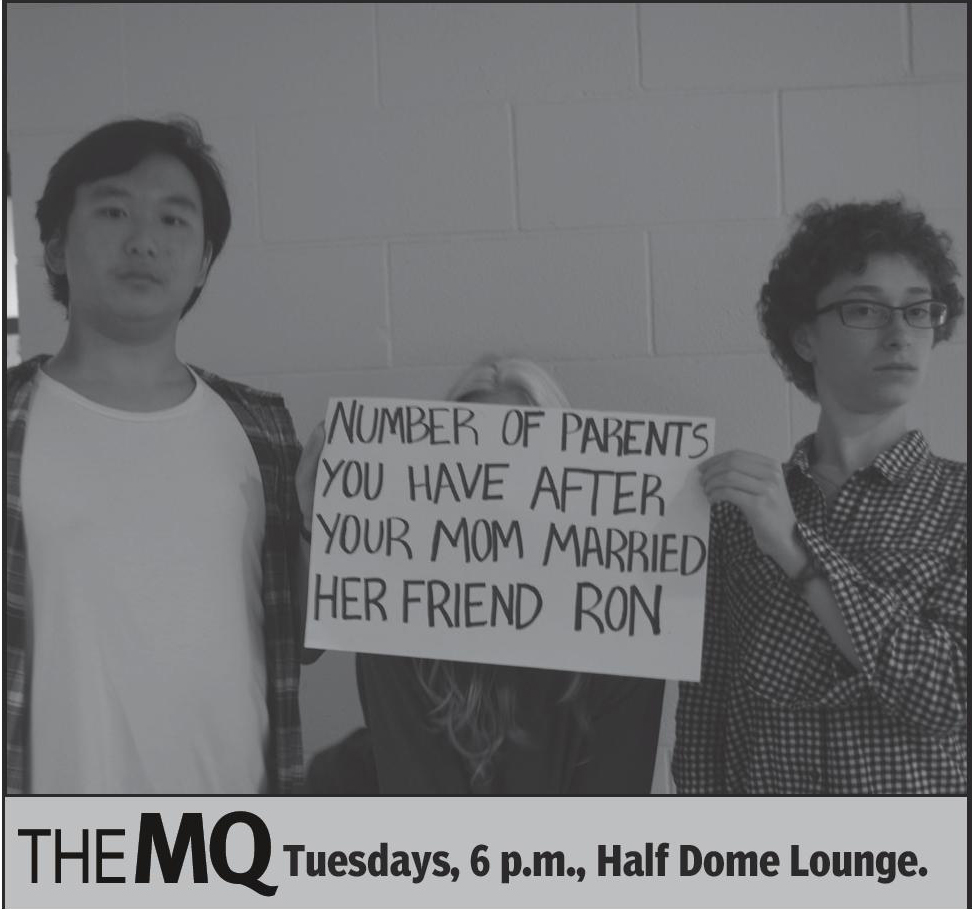 NUMBER OF PARENTS
YOU HAVE AFTER
YOUR MOM MARRIED
HER FRIEND RON
THE MQ Tuesdays, 6 p.m., Half Dome Lounge.